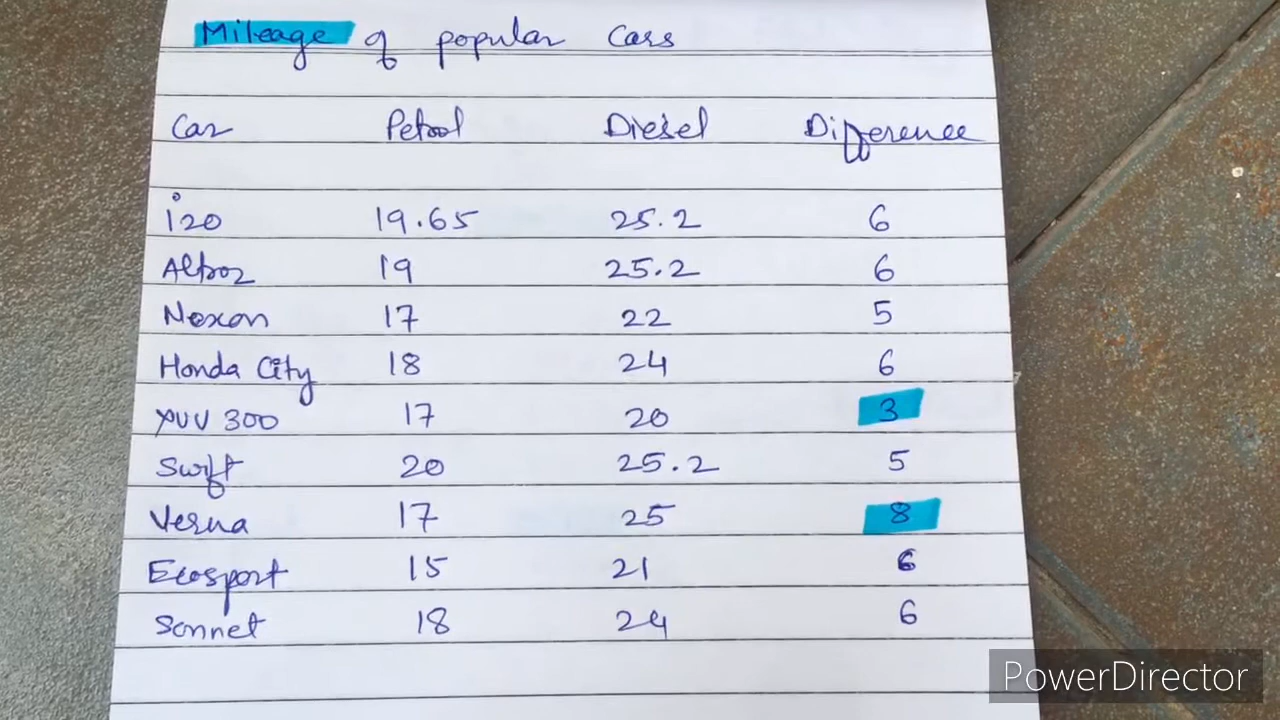 Mileage of popular Cars
Car Petrol Diesel Difference
i20 19.65 25.2 6
Altroz 19 25.2 6
Nexon 17 22 5
Honda City 18 24 6
XUV 300 17 20 3
Swift 20 25.2 5
Verna 17 25 8
Ecosport 15 21 6
Sonnet 18 24 6
PowerDirector